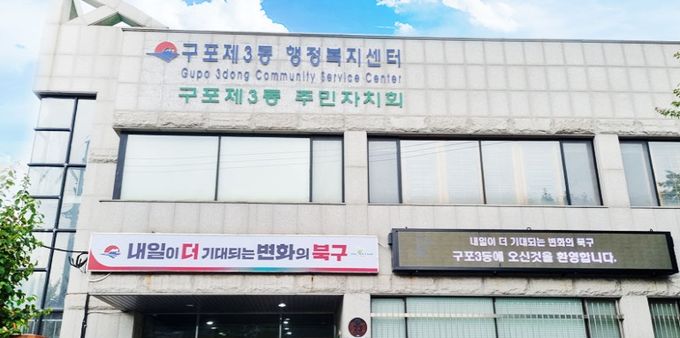 구포제3동 행정복지센터
Gupo 3dong Community Service Center
구포제3동 주민자치회
내일이 더 기대되는 변화의 북구
내일이 더 기대되는 변화의 북구
구포3동에 오신것을 환영합니다.